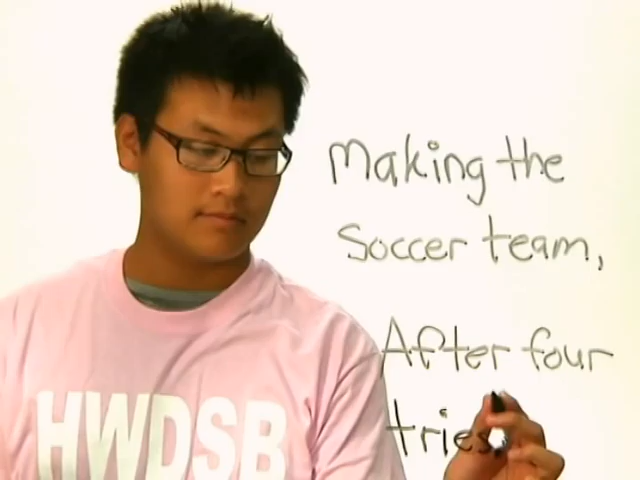 Making the
Soccer team,
After four
tries
HWDSB